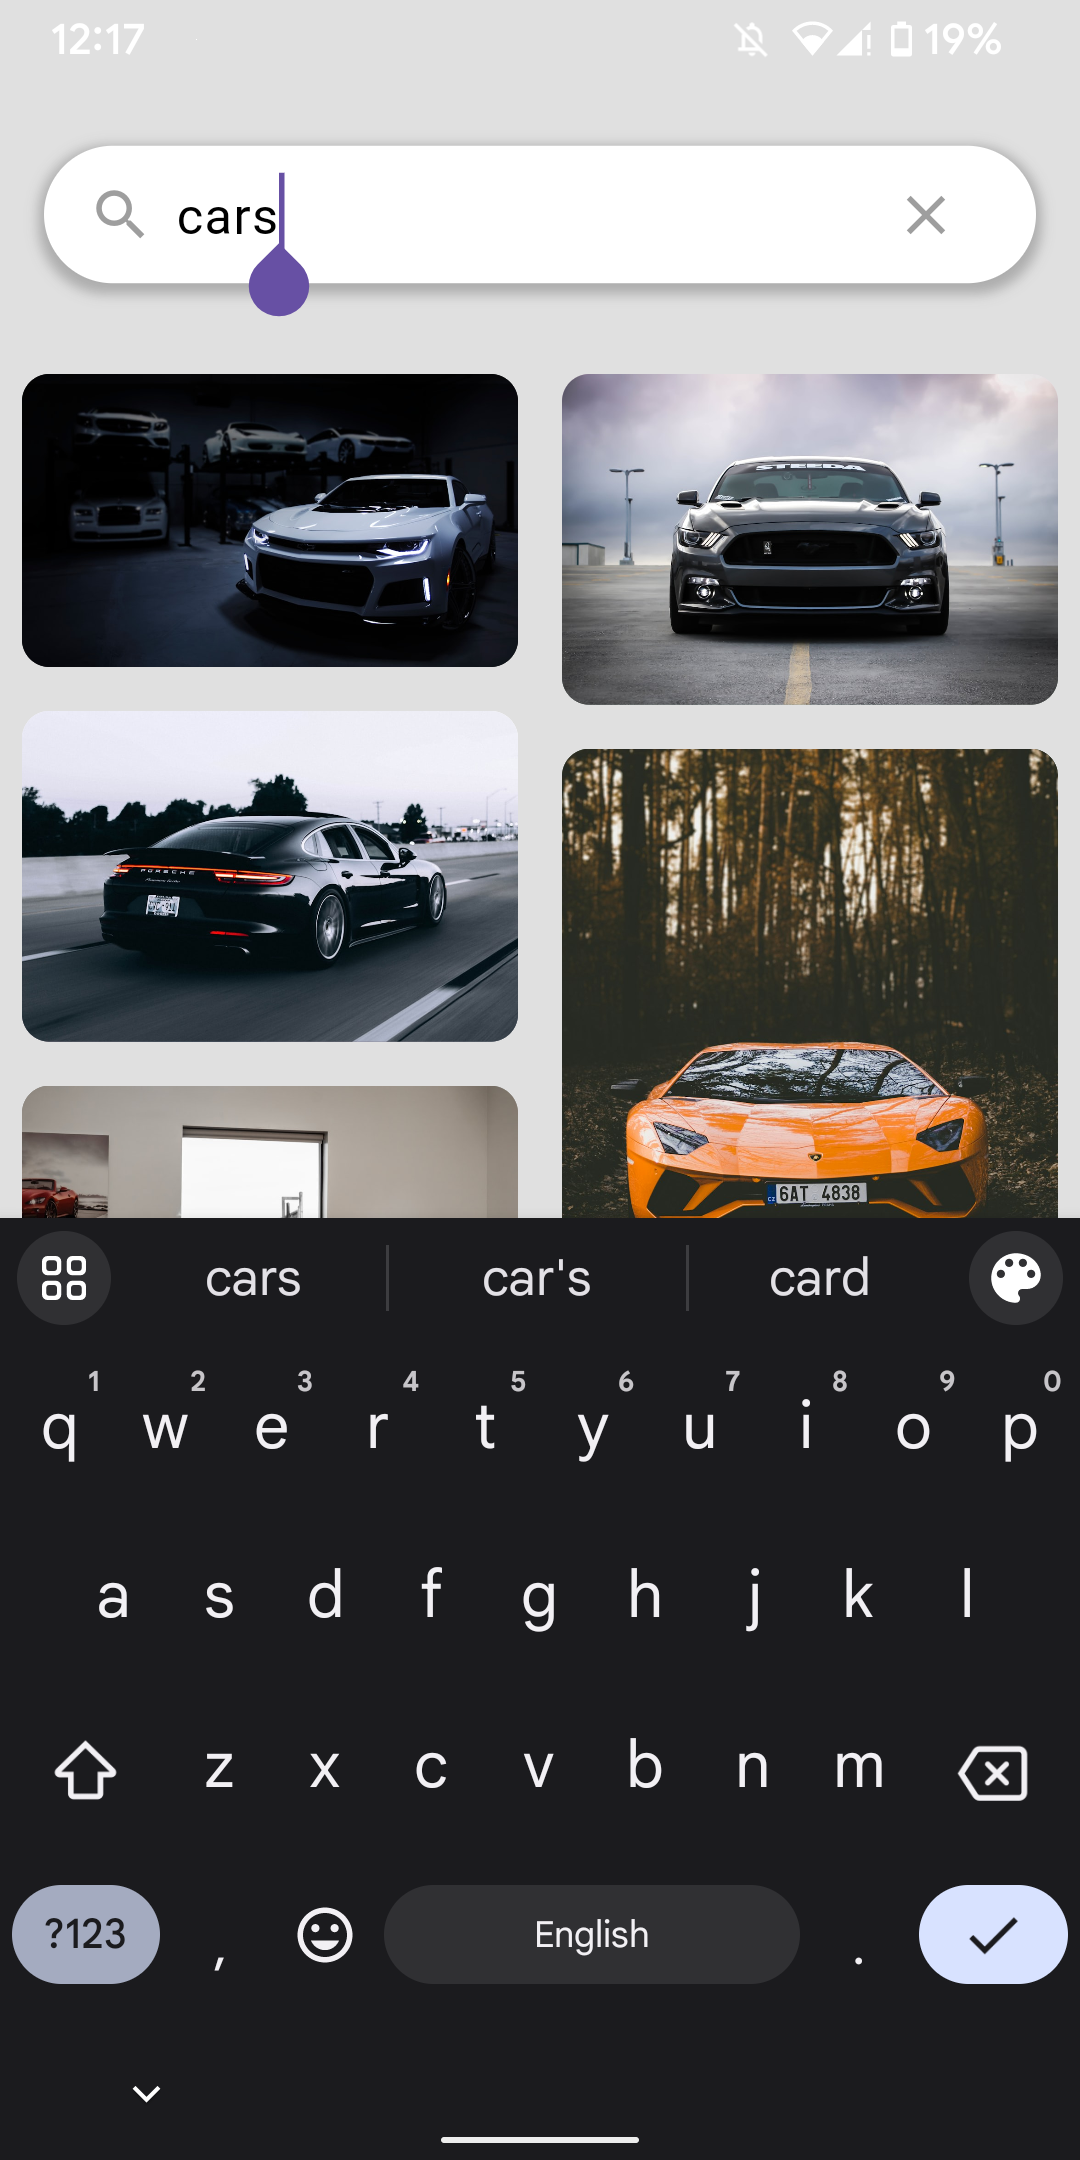 12:17 19%
cars
STEEDA
PORSCHE
6AT 4838
cars car's card
1 2 3 4 5 6 7 8 9 0
q w e r t y u i o p
a s d f g h j k l
z x c v b n m
?123 , English .